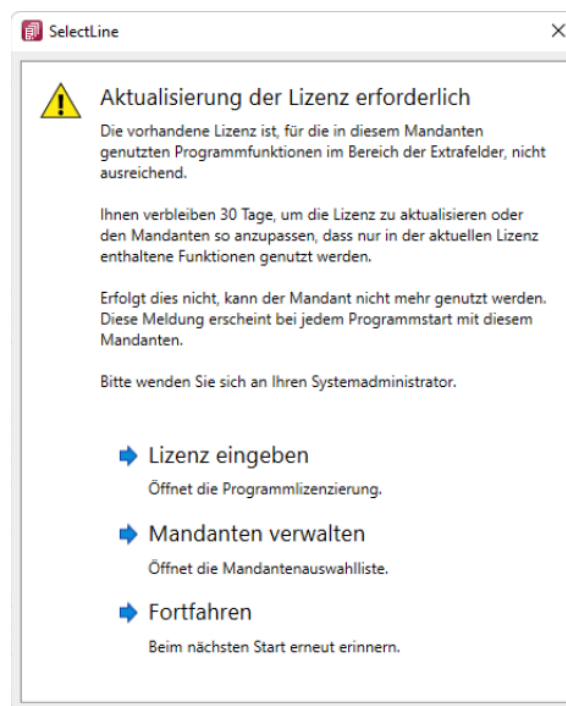 SelectLine
Aktualisierung der Lizenz erforderlich
Die vorhandene Lizenz ist, für die in diesem Mandanten
genutzten Programmfunktionen im Bereich der Extrafelder, nicht
ausreichend.
Ihnen verbleiben 30 Tage, um die Lizenz zu aktualisieren oder
den Mandanten so anzupassen, dass nur in der aktuellen Lizenz
enthaltene Funktionen genutzt werden.
Erfolgt dies nicht, kann der Mandant nicht mehr genutzt werden.
Diese Meldung erscheint bei jedem Programmstart mit diesem
Mandanten.
Bitte wenden Sie sich an Ihren Systemadministrator.
Lizenz eingeben
Öffnet die Programmlizenzierung.
Mandanten verwalten
Öffnet die Mandantenauswahlliste.
Fortfahren
Beim nächsten Start erneut erinnern.